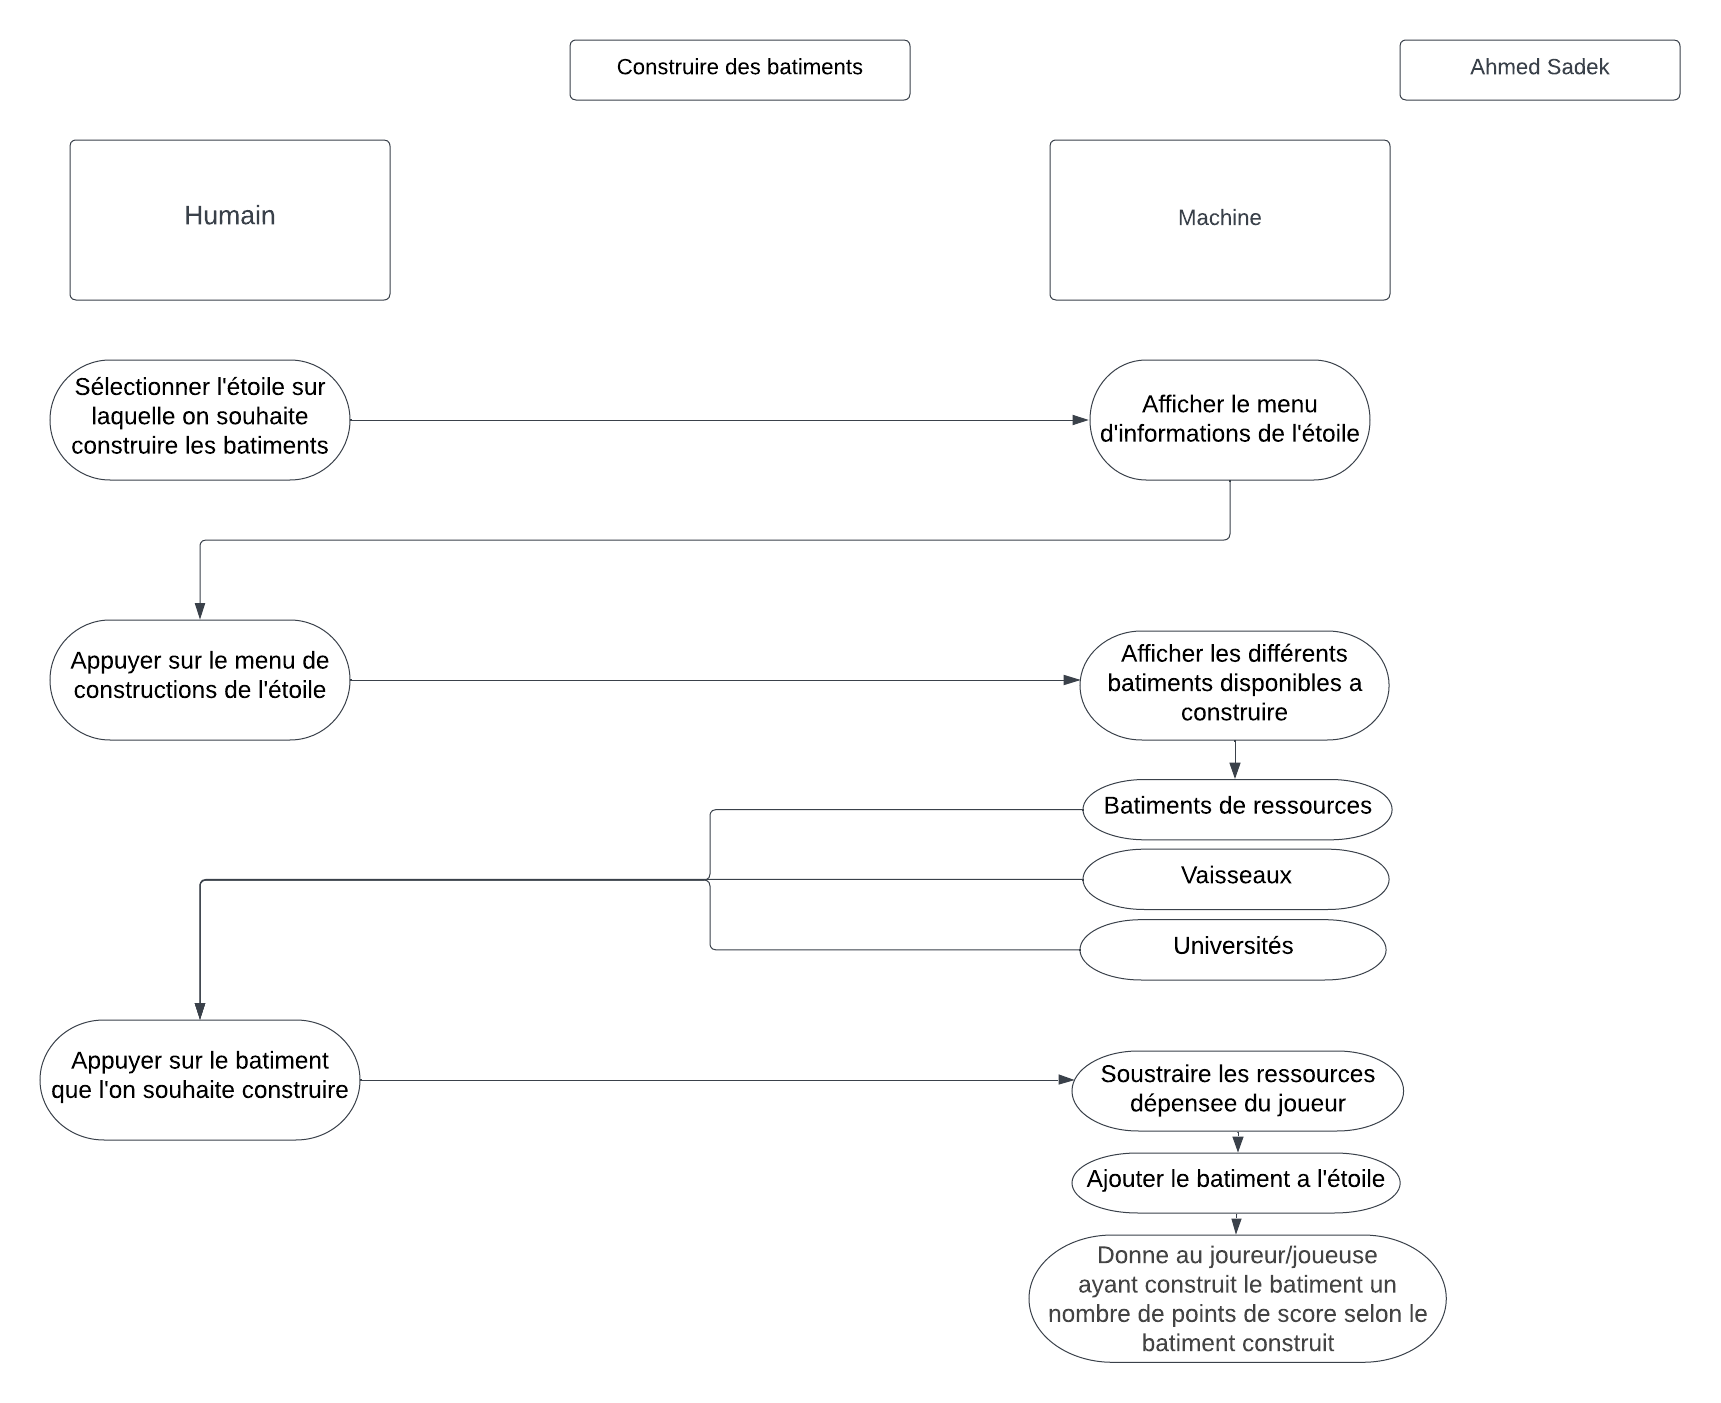 Construire des batiments
Ahmed Sadek
Humain
Machine
Sélectionner l'étoile sur
laquelle on souhaite
construire les batiments
Afficher le menu
d'informations de l'étoile
Appuyer sur le menu de
constructions de l'étoile
Afficher les différents
batiments disponibles a
construire
Batiments de ressources
Vaisseaux
Universités
Appuyer sur le batiment
que l'on souhaite construire
Soustraire les ressources
dépensee du joueur
Ajouter le batiment a l'étoile
Donne au joureur/joueuse
ayant construit le batiment un
nombre de points de score selon le
batiment construit